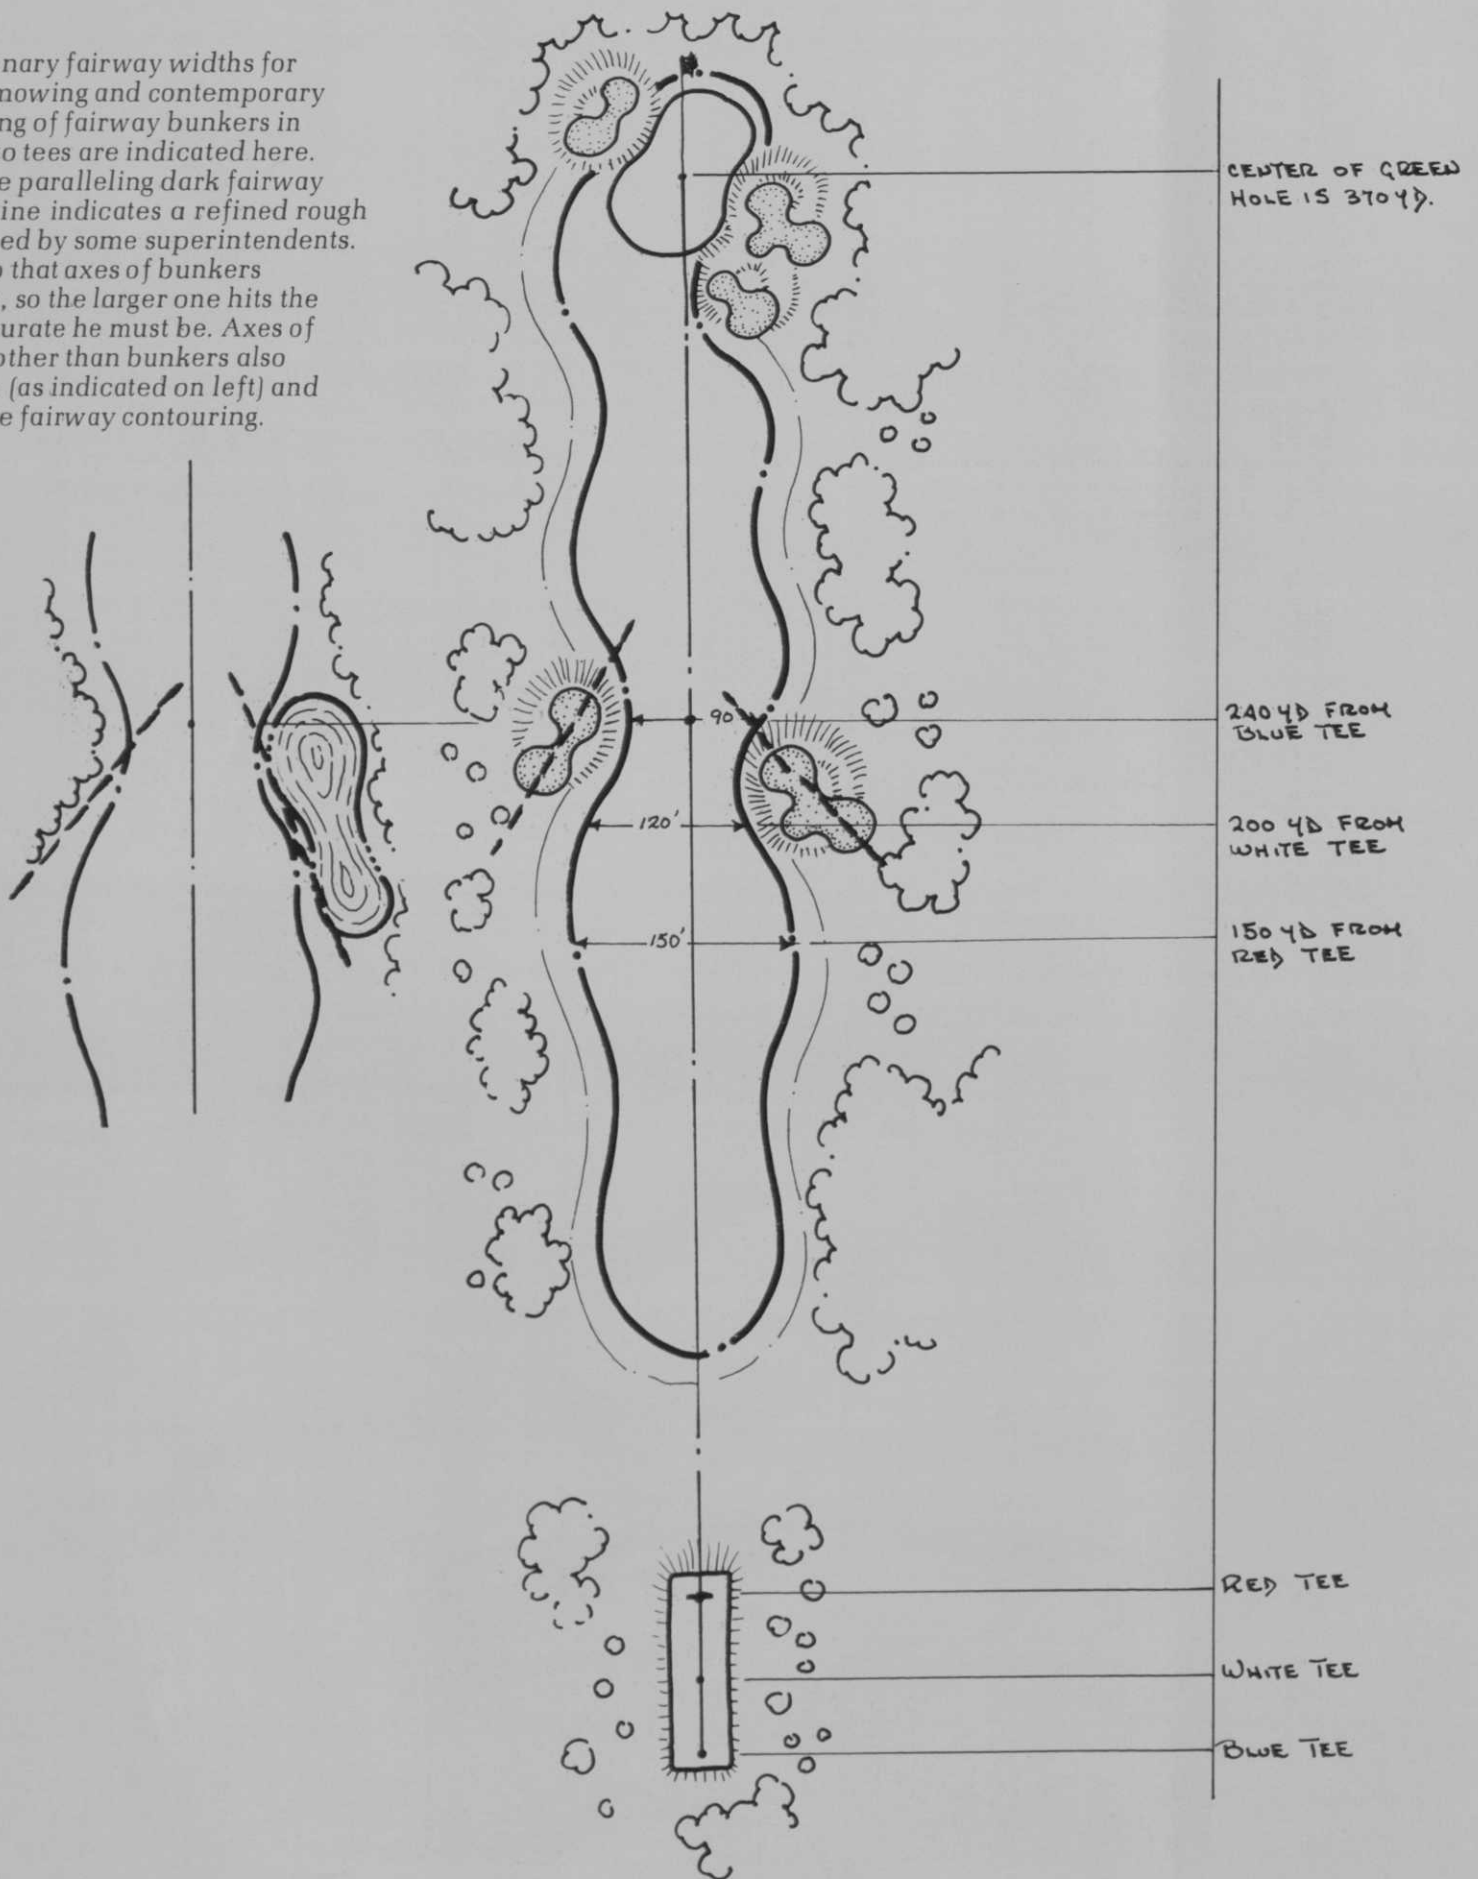 nary fairway widths for
nowing and contemporary
ng of fairway bunkers in
o tees are indicated here.
e paralleling dark fairway
ine indicates a refined rough
ed by some superintendents.
o that axes of bunkers
, so the larger one hits the
urate he must be. Axes of
other than bunkers also
(as indicated on left) and
e fairway contouring.
CENTER OF GREEN
HOLE IS 370 YD.
90
240 YD FROM
BLUE TEE
120'
200 YD FROM
WHITE TEE
150'
150 YD FROM
RED TEE
RED TEE
WHITE TEE
BLUE TEE